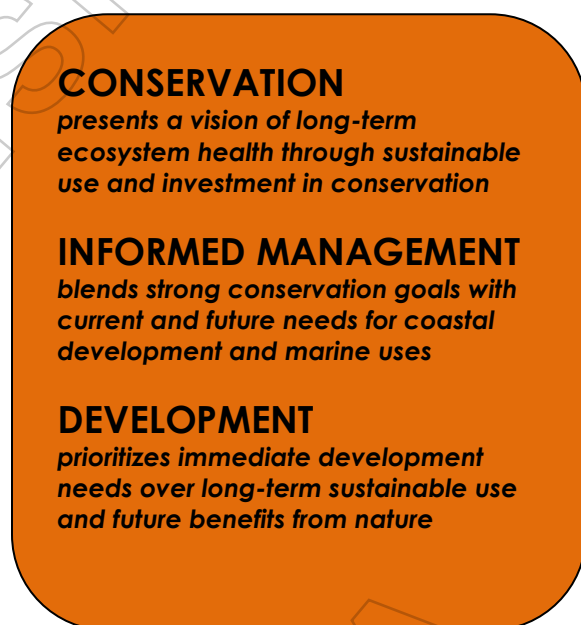 CONSERVATION
presents a vision of long-term
ecosystem health through sustainable
use and investment in conservation
INFORMED MANAGEMENT
blends strong conservation goals with
current and future needs for coastal
development and marine uses
DEVELOPMENT
prioritizes immediate development
needs over long-term sustainable use
and future benefits from nature